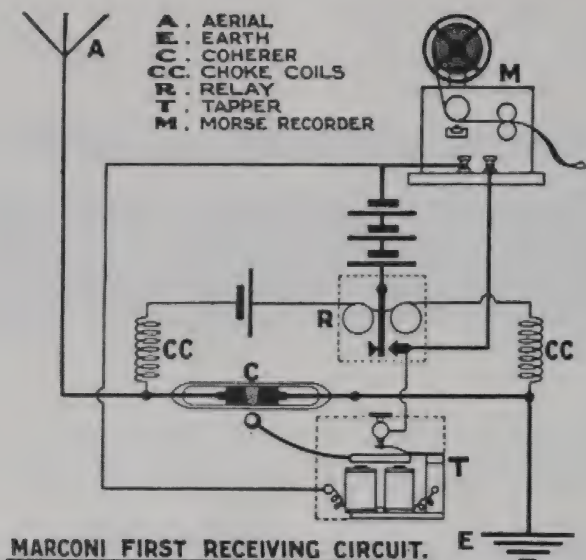 A. AERIAL
E. EARTH
C. COHERER
CC. CHOKE COILS
R. RELAY
T. TAPPER
M. MORSE RECORDER
A
M
R
CC
CC
C
T
E
MARCONI FIRST RECEIVING CIRCUIT.